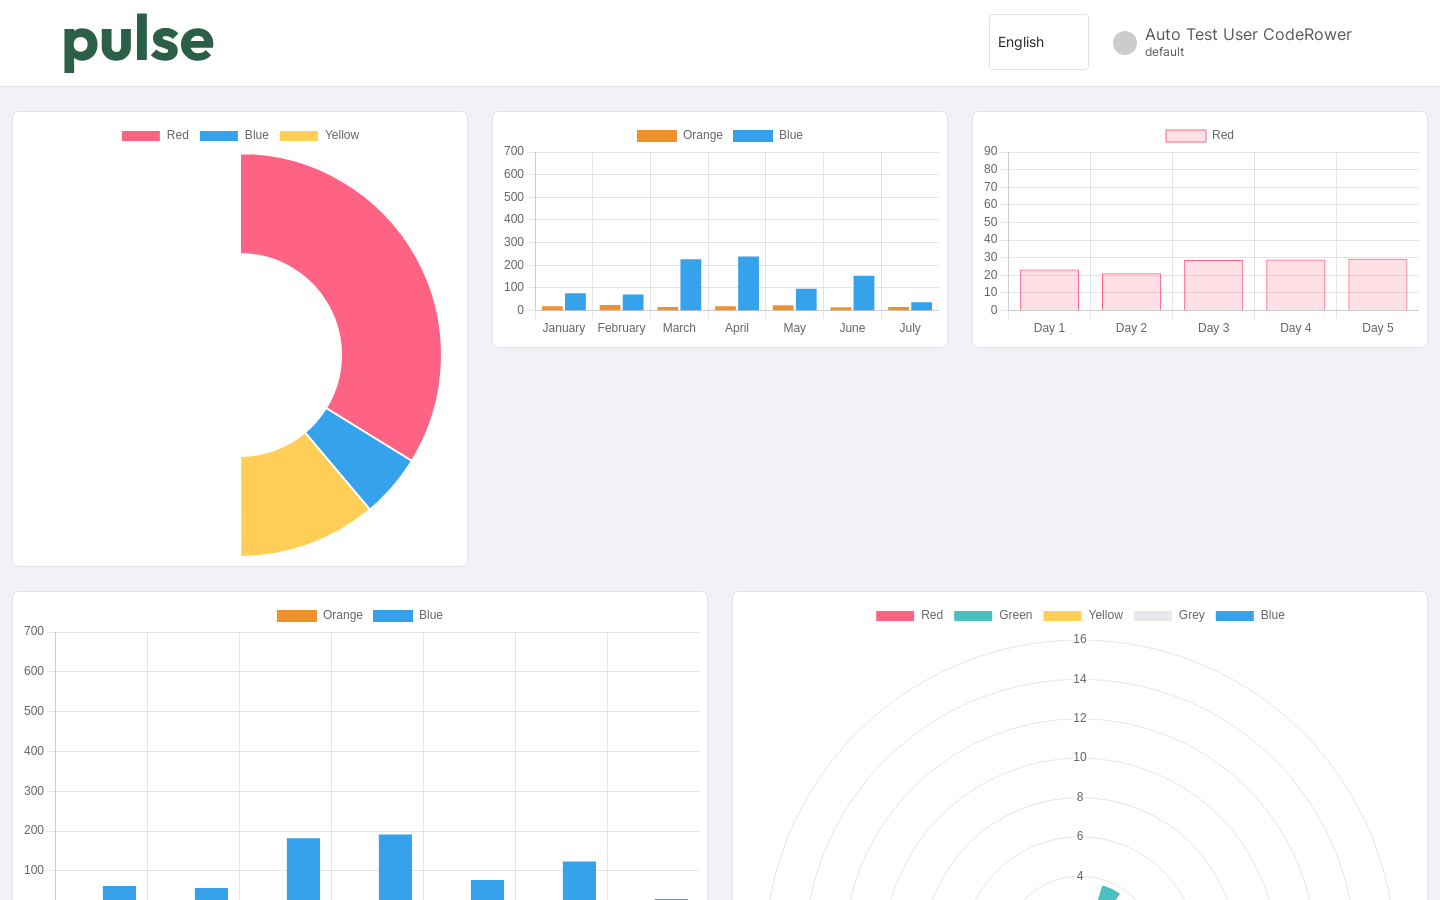 pulse
English
Auto Test User CodeRower
default
Red Blue Yellow
Orange Blue
700
600
500
400
300
200
100
0
January February March April May June July
Red
90
80
70
60
50
40
30
20
10
0
Day 1 Day 2 Day 3 Day 4 Day 5
Orange Blue
700
600
500
400
300
200
100
Red Green Yellow Grey Blue
16
14
12
10
8
6
4